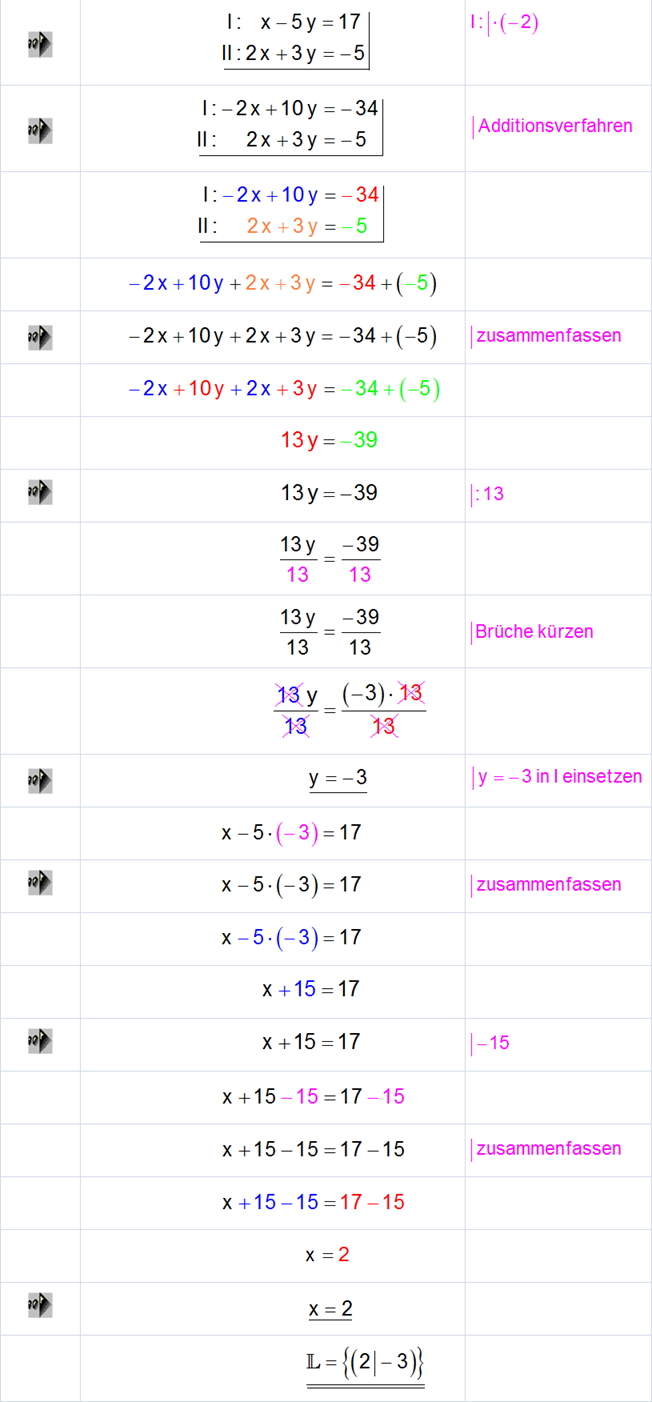 I: x − 5y = 17 I: | ⋅ (−2)
II: 2x + 3y = −5
I: −2x + 10y = −34
II: 2x + 3y = −5 | Additionsverfahren
I: −2x + 10y = −34
II: 2x + 3y = −5
−2x + 10y + 2x + 3y = −34 + (−5)
−2x + 10y + 2x + 3y = −34 + (−5) | zusammenfassen
−2x + 10y + 2x + 3y = −34 + (−5)
13y = −39
13y = −39 | : 13
13y/13 = −39/13
13y/13 = −39/13 | Brüche kürzen
13y/13 = (−3) ⋅ 13/13
y = −3 | y = −3 in I einsetzen
x − 5 ⋅ (−3) = 17
x − 5 ⋅ (−3) = 17 | zusammenfassen
x − 5 ⋅ (−3) = 17
x + 15 = 17
x + 15 = 17 | −15
x + 15 − 15 = 17 − 15
x + 15 − 15 = 17 − 15 | zusammenfassen
x + 15 − 15 = 17 − 15
x = 2
x = 2
𝕃 = {(2|−3)}